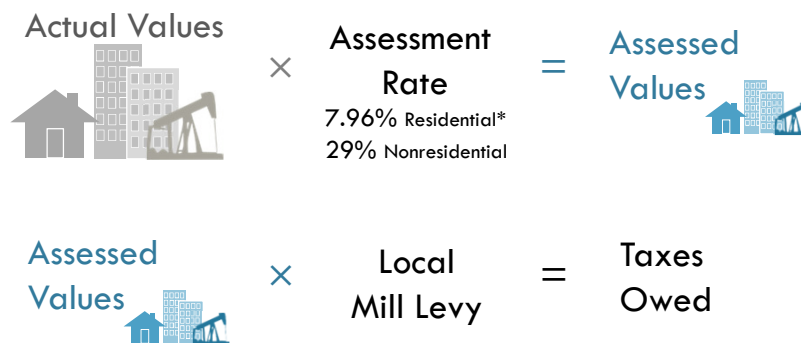 Actual Values
×
Assessment
Rate
7.96% Residential*
29% Nonresidential
=
Assessed
Values
Assessed
Values
×
Local
Mill Levy
=
Taxes
Owed